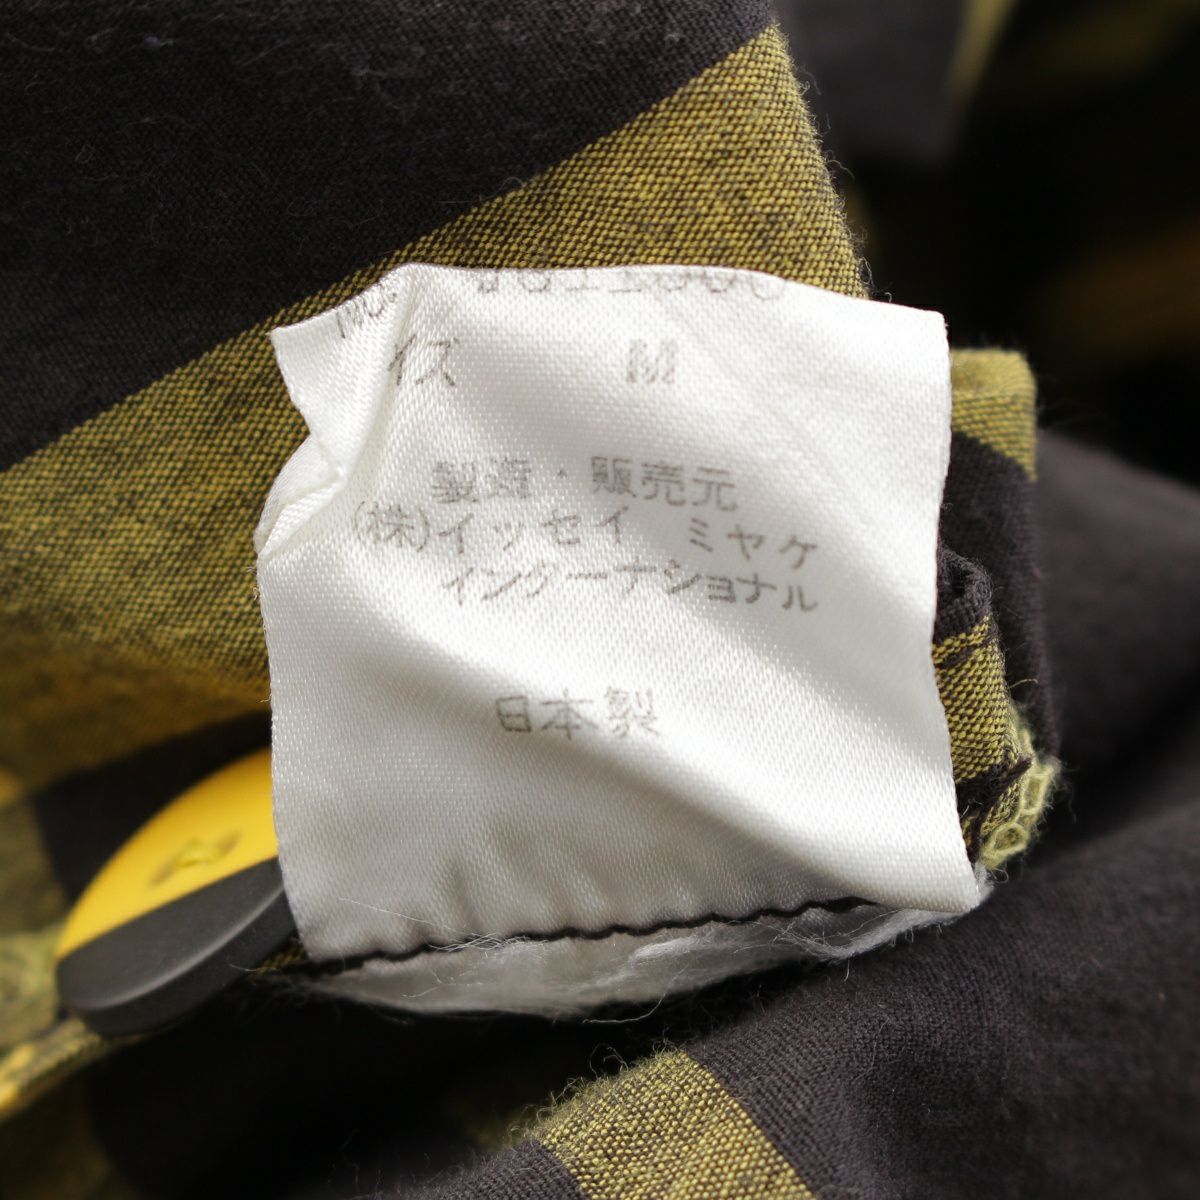 イズ M
製造・販売元
(株)イッセイ ミヤケ
インターナショナル
日本製